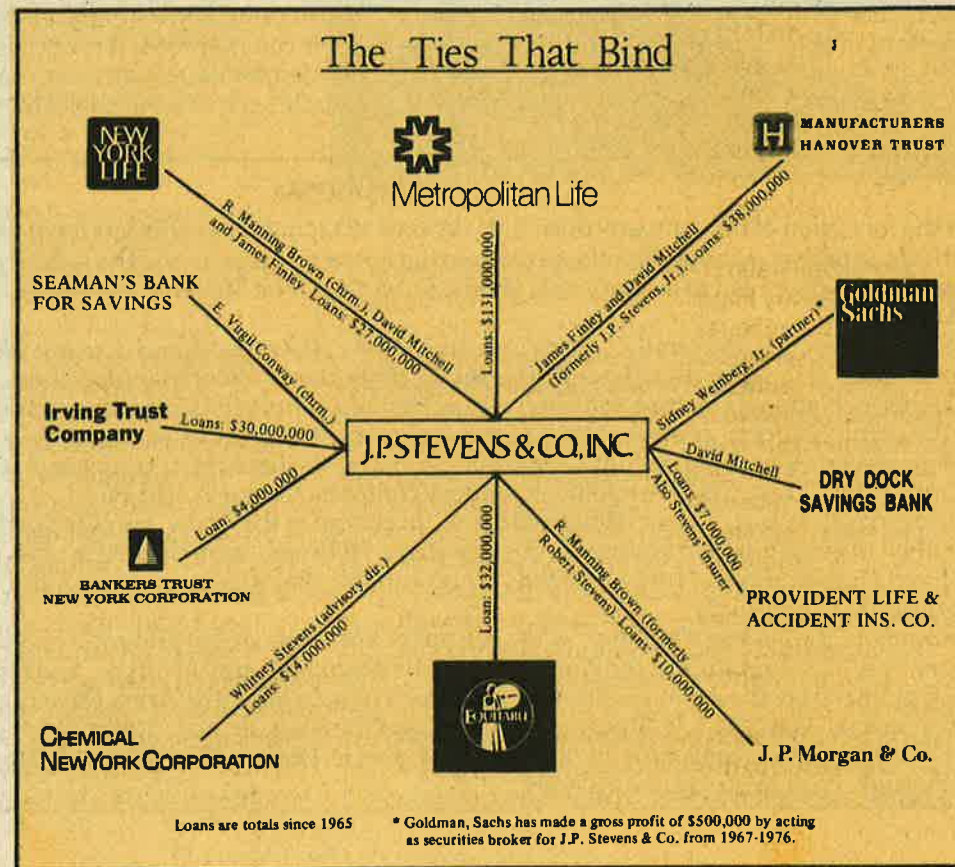 The Ties That Bind
NEW
YORK
LIFE
Metropolitan Life
H
MANUFACTURERS
HANOVER TRUST
R. Manning Brown (chrm.), David Mitchell
and James Finley. Loans: $27,000,000
Loans: $131,000,000
James Finley and David Mitchell
(formerly J.P. Stevens, Jr.). Loans: $38,000,000
SEAMAN'S BANK
FOR SAVINGS
E. Virgil Conway (chrm.)
Goldman
Sachs
Sidney Weinberg, Jr. (partner)*
Irving Trust
Company
Loans: $30,000,000
J.P. STEVENS & CO., INC.
David Mitchell
DRY DOCK
SAVINGS BANK
Loan: $4,000,000
BANKERS TRUST
NEW YORK CORPORATION
Loans: $7,000,000
Also Stevens' insurer
PROVIDENT LIFE &
ACCIDENT INS. CO.
Whitney Stevens (advisory dir.)
Loans: $14,000,000
CHEMICAL
NEW YORK CORPORATION
Loan: $32,000,000
EQUITABLE
R. Manning Brown (formerly
Robert Stevens). Loans: $10,000,000
J. P. Morgan & Co.
Loans are totals since 1965
* Goldman, Sachs has made a gross profit of $500,000 by acting
as securities broker for J.P. Stevens & Co. from 1967-1976.